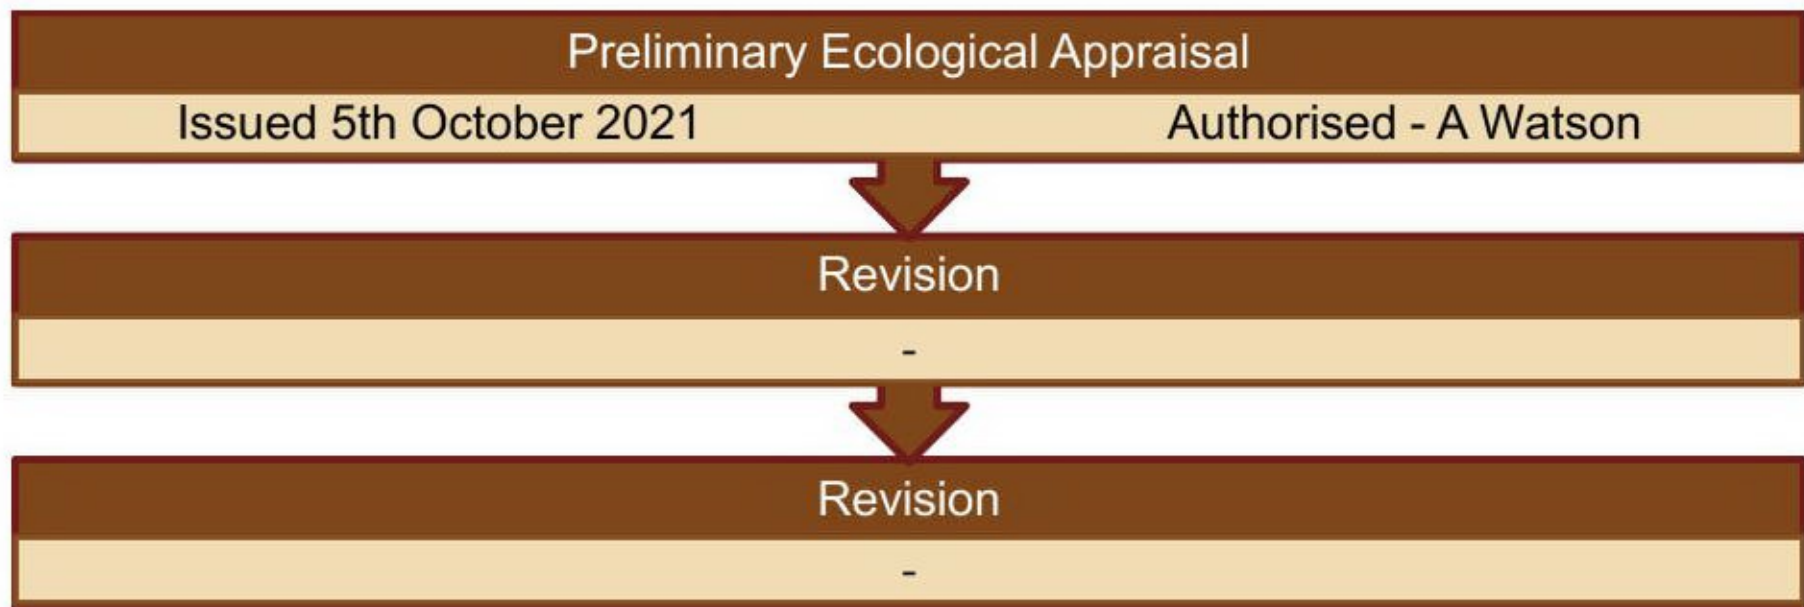 Preliminary Ecological Appraisal
Issued 5th October 2021 Authorised - A Watson
Revision
-
Revision
-